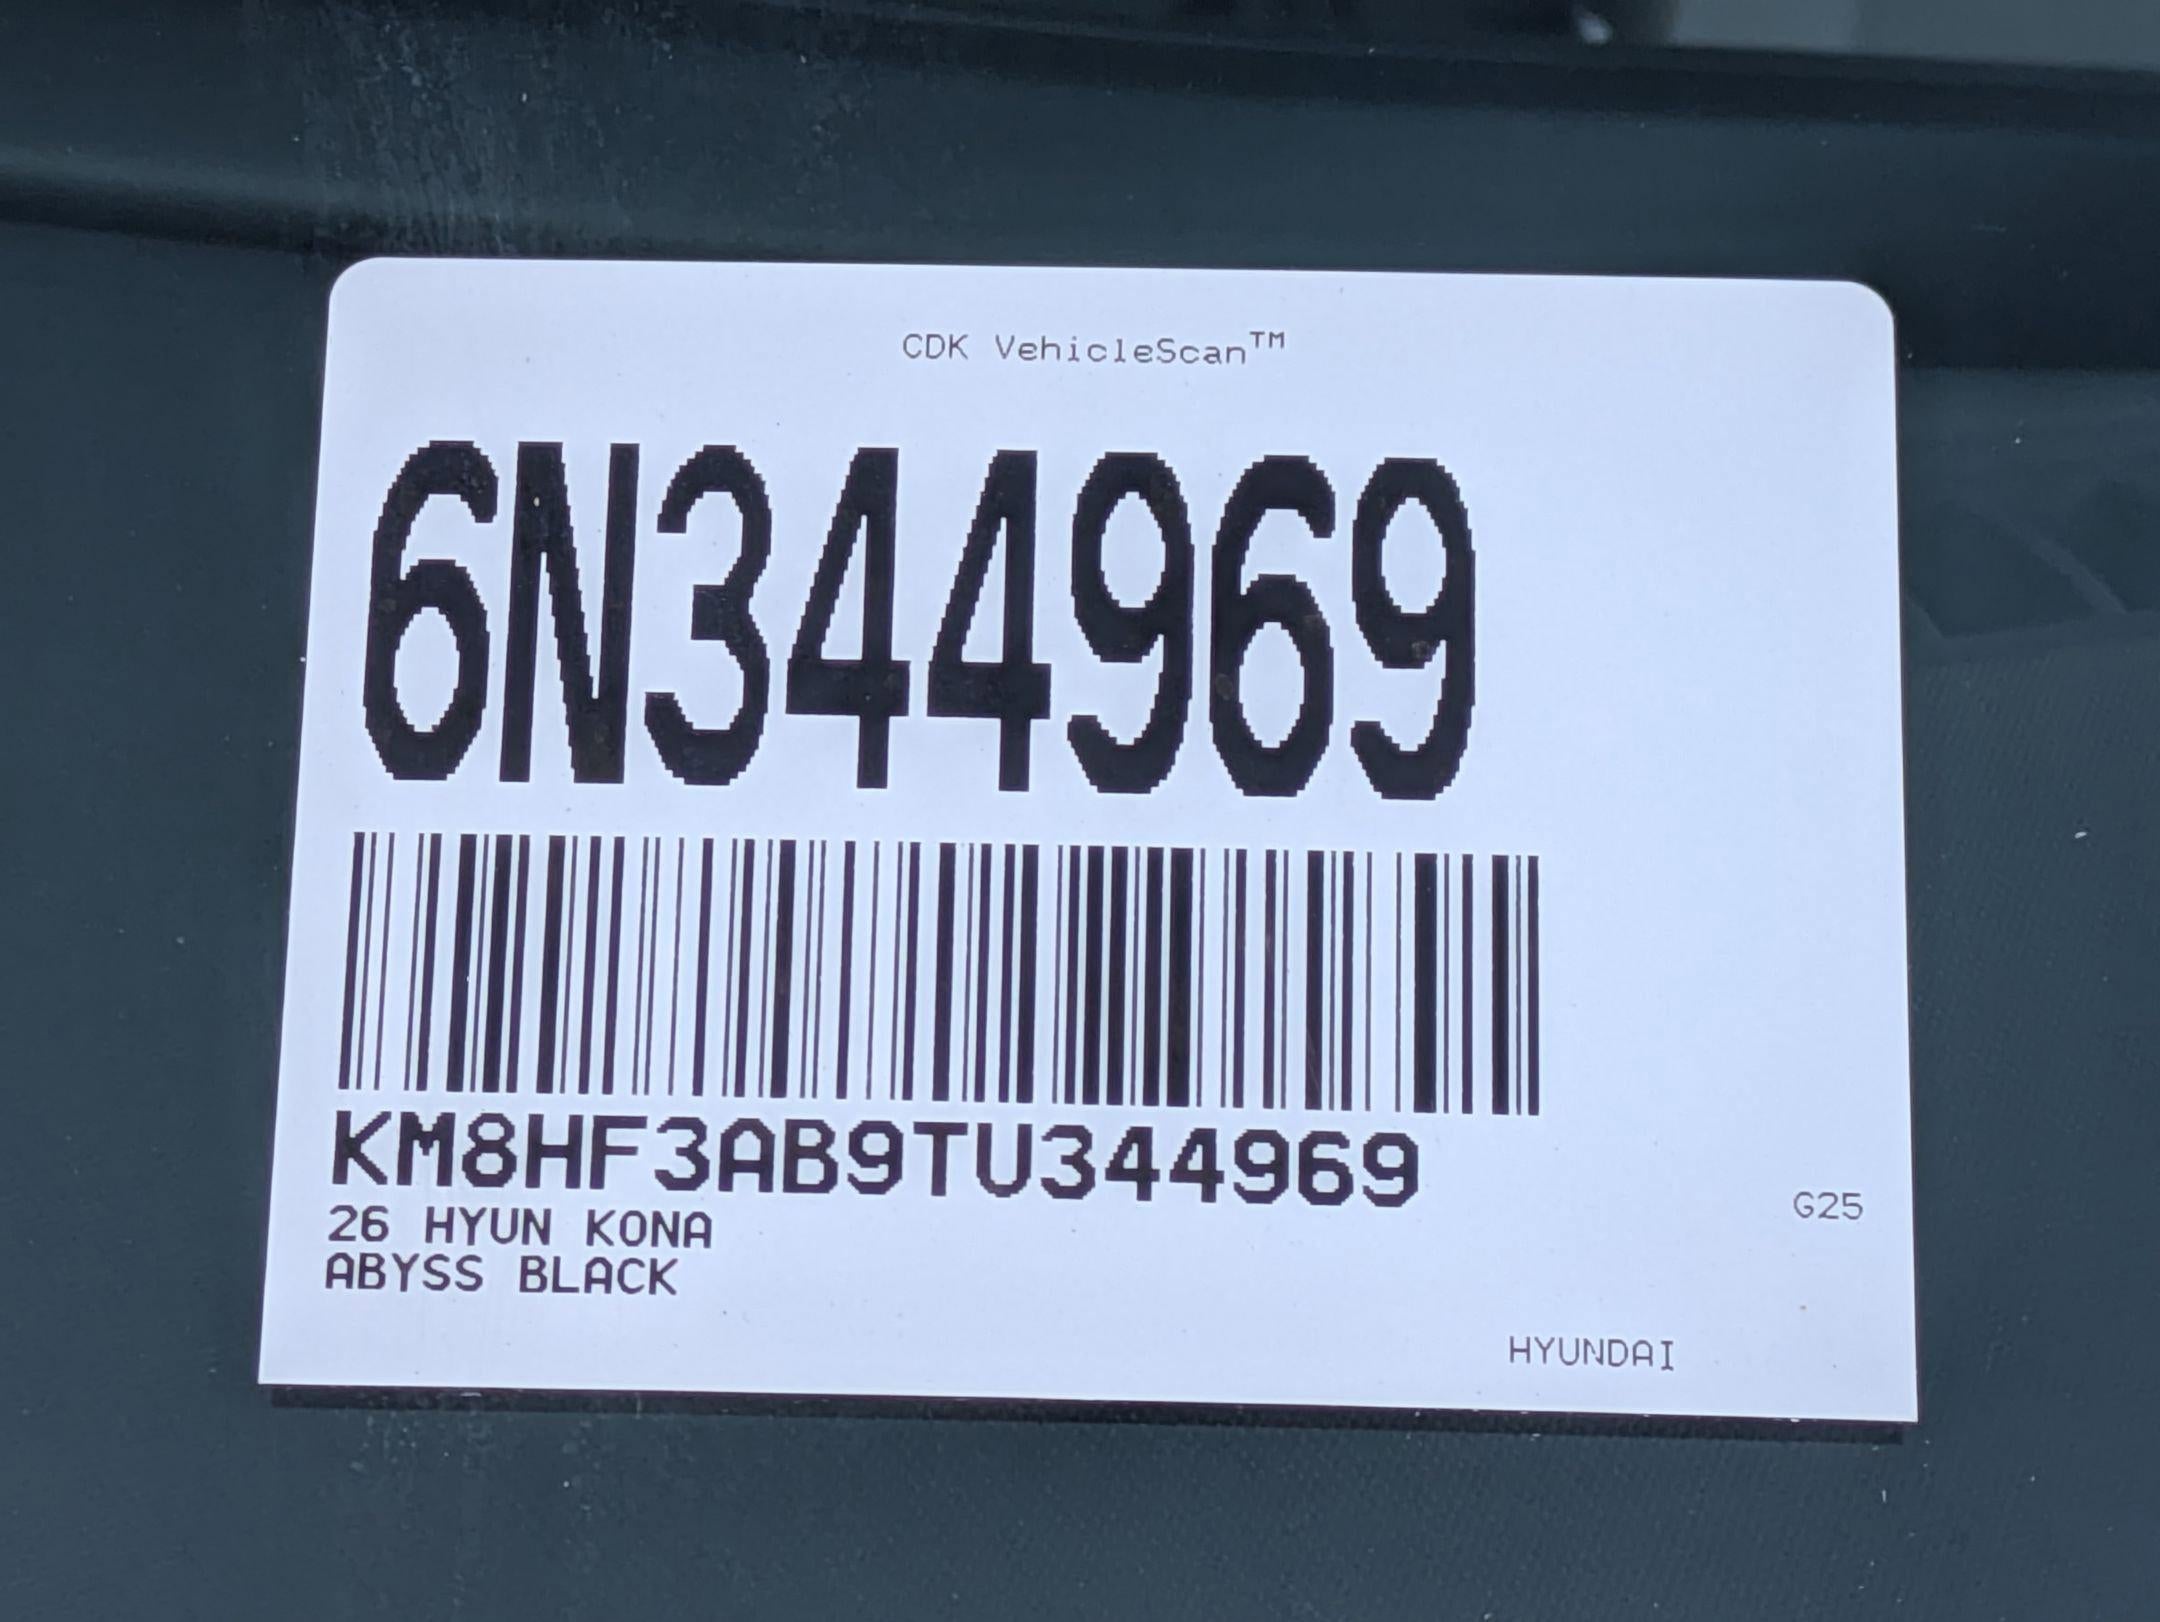 CDK VehicleScan™
6N344969
KM8HF3AB9TU344969
26 HYUN KONA
G25
ABYSS BLACK
HYUNDAI